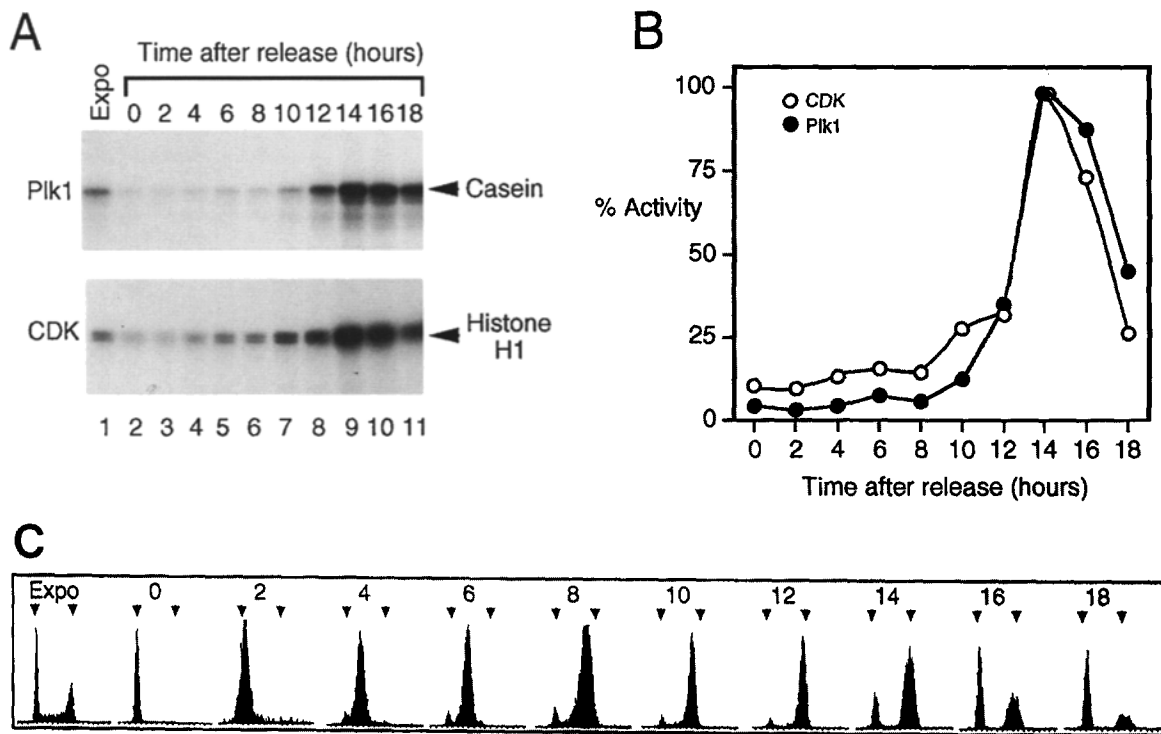 A
Time after release (hours)
Expo 0 2 4 6 8 10 12 14 16 18
Plk1
Casein
CDK
Histone
H1
1 2 3 4 5 6 7 8 9 10 11
B
100
75
50
25
0
% Activity
CDK
Plk1
0 2 4 6 8 10 12 14 16 18
Time after release (hours)
C
Expo 0 2 4 6 8 10 12 14 16 18